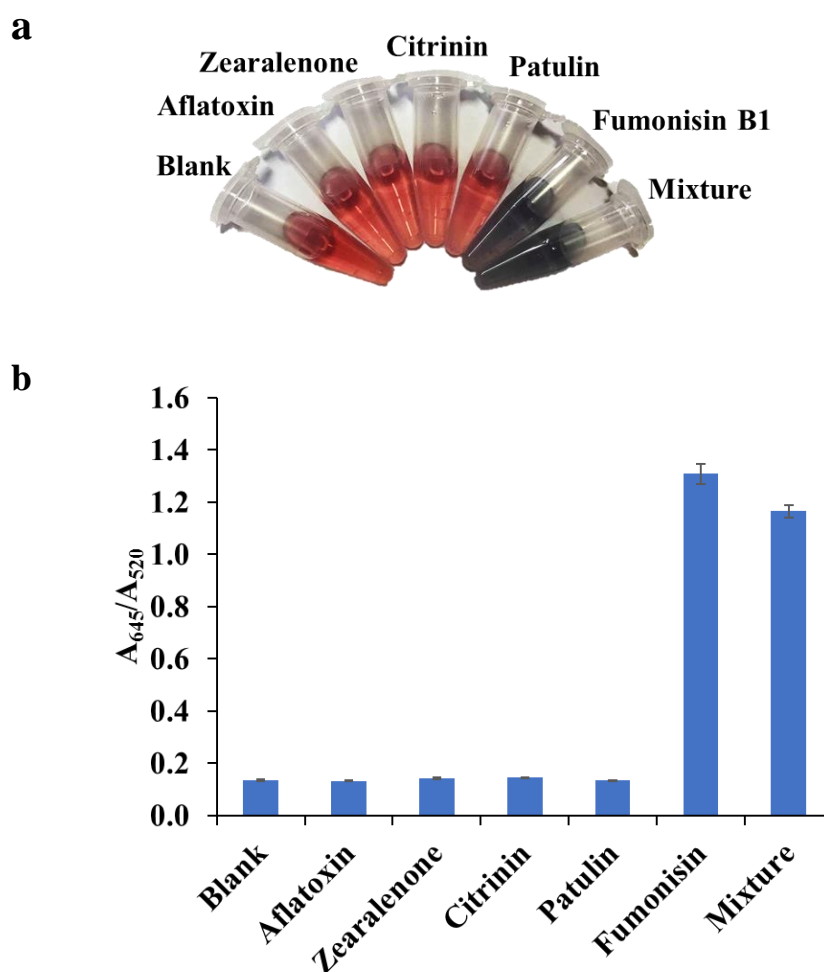 a
Citrinin
Zearalenone
Patulin
Aflatoxin
Fumonisin B1
Blank
Mixture
b
1.6
1.4
1.2
1.0
0.8
0.6
0.4
0.2
0.0
A645/A520
Blank
Aflatoxin
Zearalenone
Citrinin
Patulin
Fumonisin
Mixture